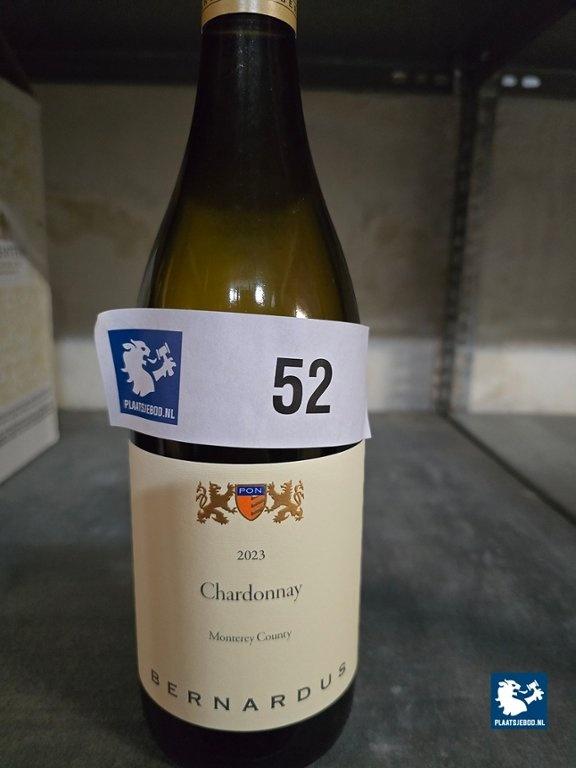 PLAATSJEBOD.NL
52
PON
2023
Chardonnay
Monterey County
BERNARDUS
PLAATSJEBOD.NL